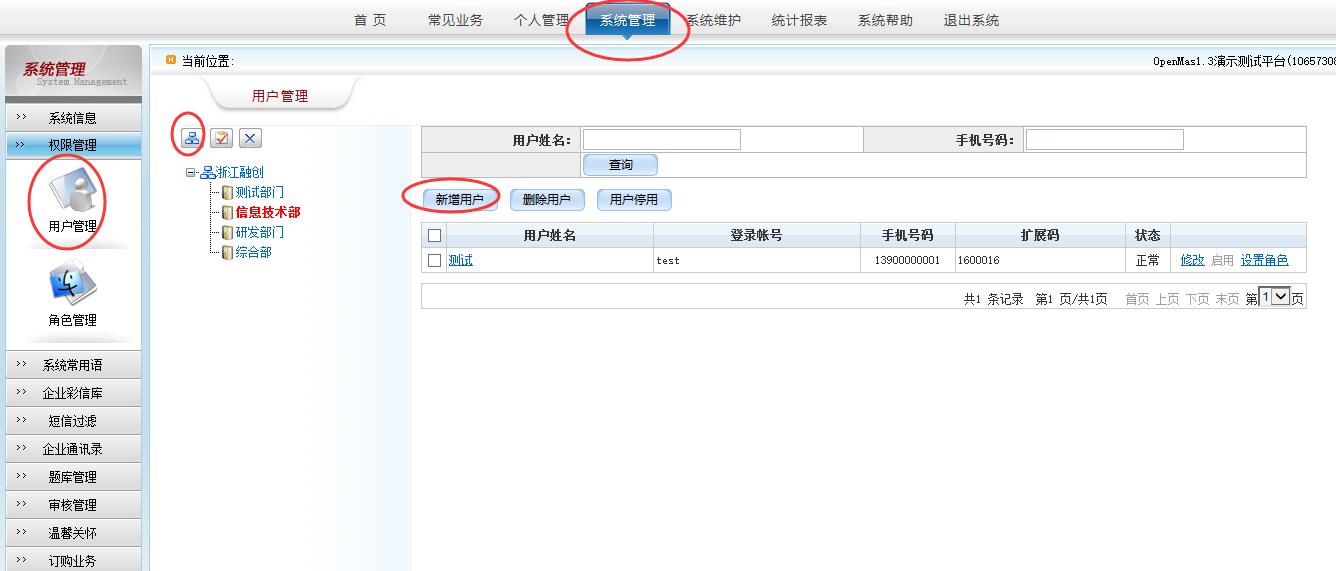 首 页 常见业务 个人管理 系统管理 系统维护 统计报表 系统帮助 退出系统
系统管理
System Management
当前位置:
OpenMas1.3演示测试平台(1065730
用户管理
系统信息
权限管理
用户管理
角色管理
系统常用语
企业彩信库
短信过滤
企业通讯录
题库管理
审核管理
温馨关怀
订购业务
浙江融创
测试部门
信息技术部
研发部门
综合部
用户姓名： 手机号码：
查询
新增用户 删除用户 用户停用
用户姓名 登录帐号 手机号码 扩展码 状态
测试 test 13900000001 1600016 正常 修改 启用 设置角色
共1 条记录 第1 页/共1页 首页 上页 下页 末页 第 1 页